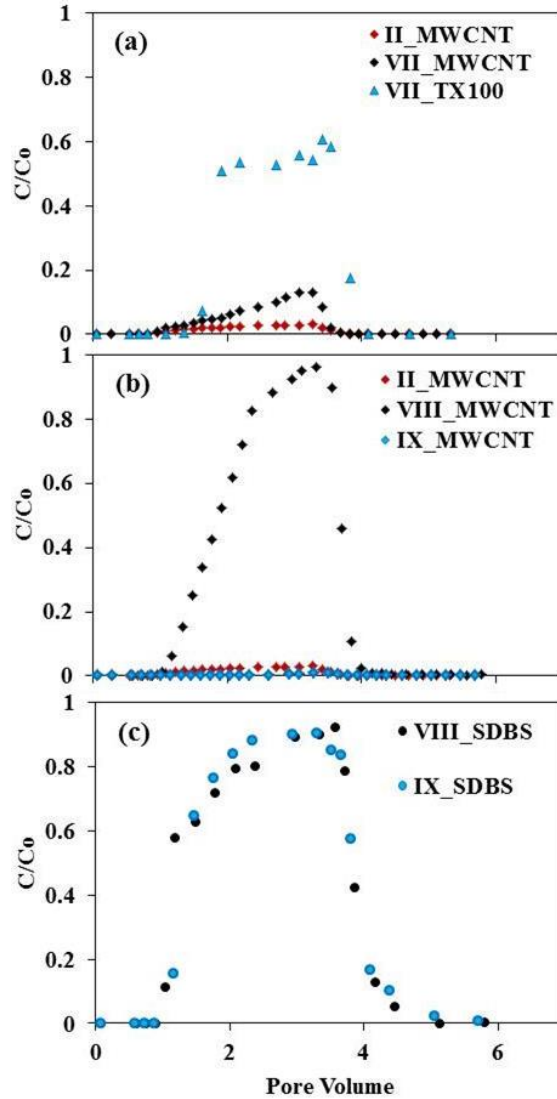 (a)
II_MWCNT
VII_MWCNT
VII_TX100
1
0.8
0.6
0.4
0.2
0
C/Co
(b)
II_MWCNT
VIII_MWCNT
IX_MWCNT
1
0.8
0.6
0.4
0.2
0
C/Co
(c)
VIII_SDBS
IX_SDBS
1
0.8
0.6
0.4
0.2
0
C/Co
0 2 4 6
Pore Volume